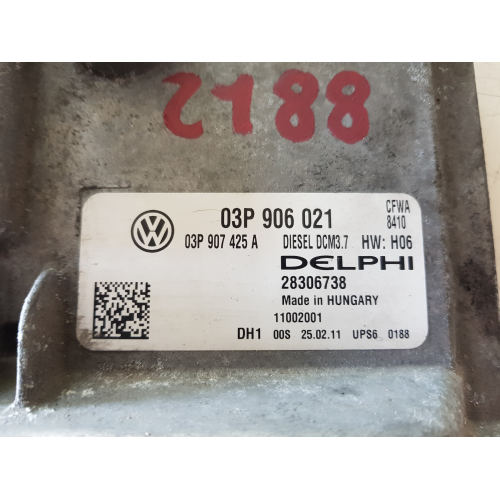 2188
03P 906 021
CFWA
8410
03P 907 425 A DIESEL DCM3.7 HW: H06
DELPHI
28306738
Made in HUNGARY
11002001
DH1 00S 25.02.11 UPS6 0188